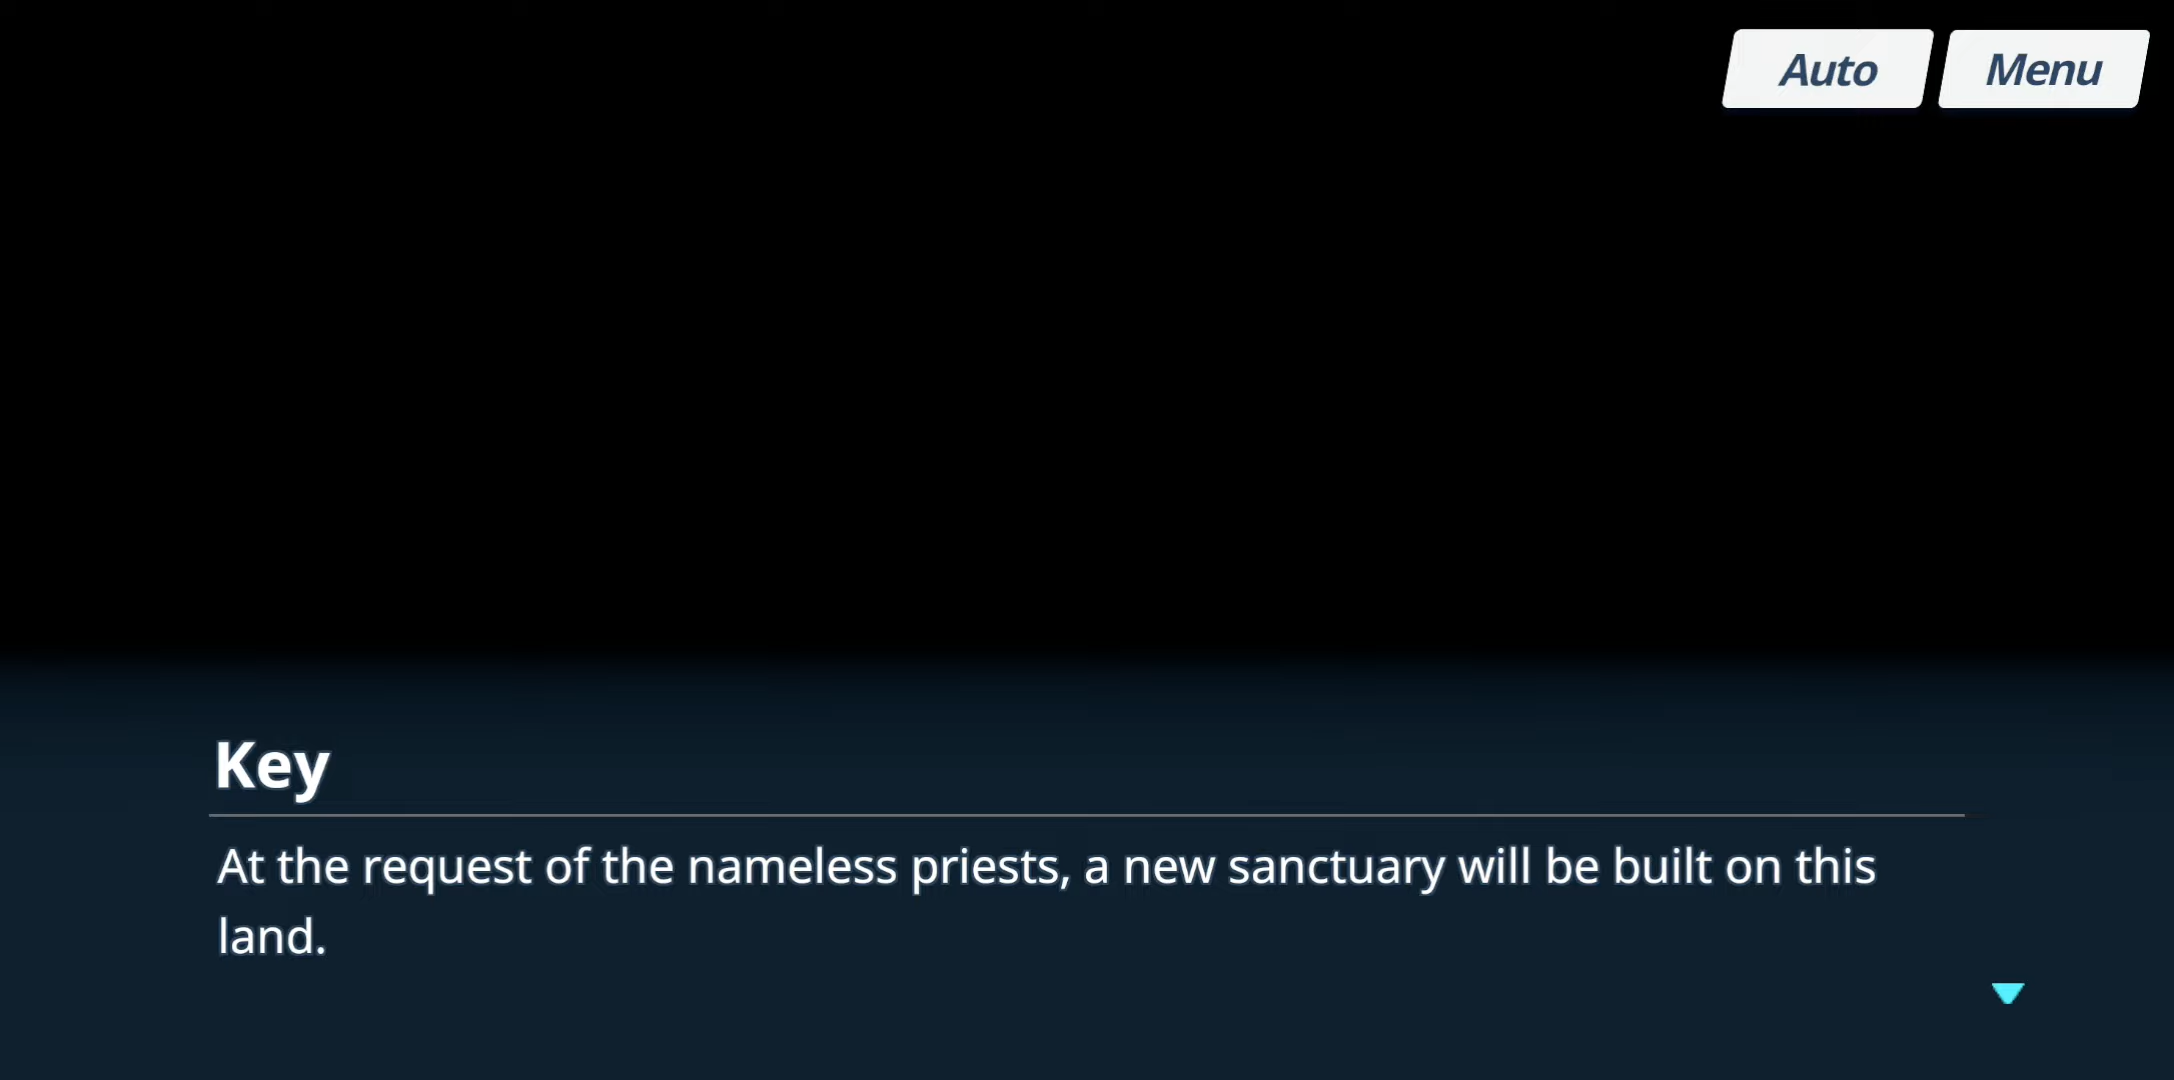 Auto
Menu
Key
At the request of the nameless priests, a new sanctuary will be built on this
land.